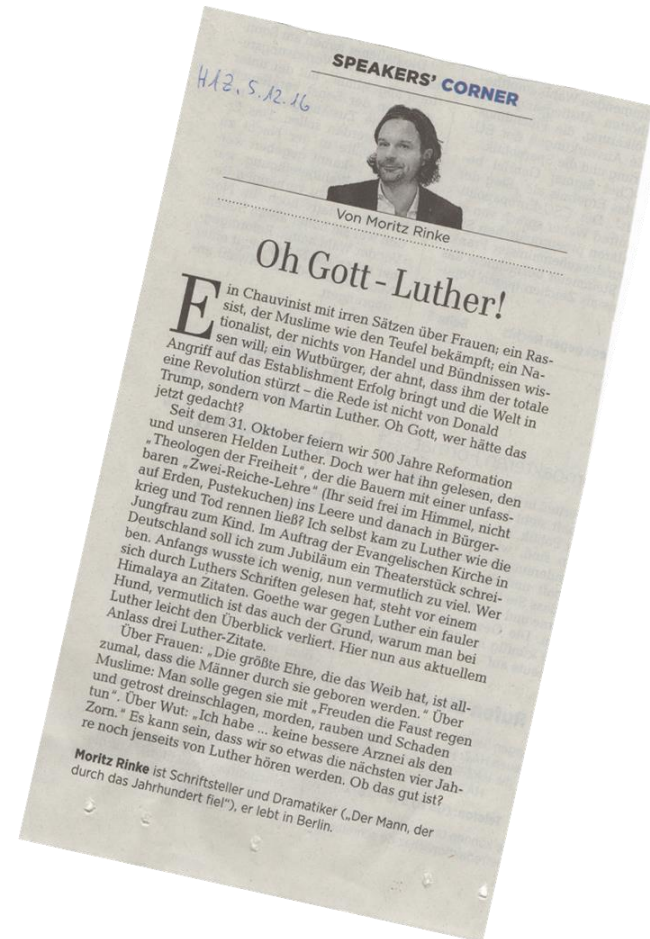 SPEAKERS' CORNER
HAZ, 5.12.16
Von Moritz Rinke
Oh Gott - Luther!
Ein Chauvinist mit irren Sätzen über Frauen; ein Ras-
sist, der Muslime wie den Teufel bekämpft; ein Na-
tionalist, der nichts von Handel und Bündnissen wis-
sen will; ein Wutbürger, der ahnt, dass ihm der totale
Angriff auf das Establishment Erfolg bringt und die Welt in
eine Revolution stürzt – die Rede ist nicht von Donald
Trump, sondern von Martin Luther. Oh Gott, wer hätte das
jetzt gedacht?
Seit dem 31. Oktober feiern wir 500 Jahre Reformation
und unseren Helden Luther. Doch wer hat ihn gelesen, den
„Theologen der Freiheit“, der die Bauern mit einer unfass-
baren „Zwei-Reiche-Lehre“ (Ihr seid frei im Himmel, nicht
auf Erden, Pustekuchen) ins Leere und danach in Bürger-
krieg und Tod rennen ließ? Ich selbst kam zu Luther wie die
Jungfrau zum Kind. Im Auftrag der Evangelischen Kirche in
Deutschland soll ich zum Jubiläum ein Theaterstück schrei-
ben. Anfangs wusste ich wenig, nun vermutlich zu viel. Wer
sich durch Luthers Schriften gelesen hat, steht vor einem
Himalaya an Zitaten. Goethe war gegen Luther ein fauler
Hund, vermutlich ist das auch der Grund, warum man bei
Luther leicht den Überblick verliert. Hier nun aus aktuellem
Anlass drei Luther-Zitate.
Über Frauen: „Die größte Ehre, die das Weib hat, ist all-
zumal, dass die Männer durch sie geboren werden.“ Über
Muslime: Man solle gegen sie mit „Freuden die Faust regen
und getrost dreinschlagen, morden, rauben und Schaden
tun“. Über Wut: „Ich habe ... keine bessere Arznei als den
Zorn.“ Es kann sein, dass wir so etwas die nächsten vier Jah-
re noch jenseits von Luther hören werden. Ob das gut ist?
Moritz Rinke ist Schriftsteller und Dramatiker („Der Mann, der
durch das Jahrhundert fiel“), er lebt in Berlin.